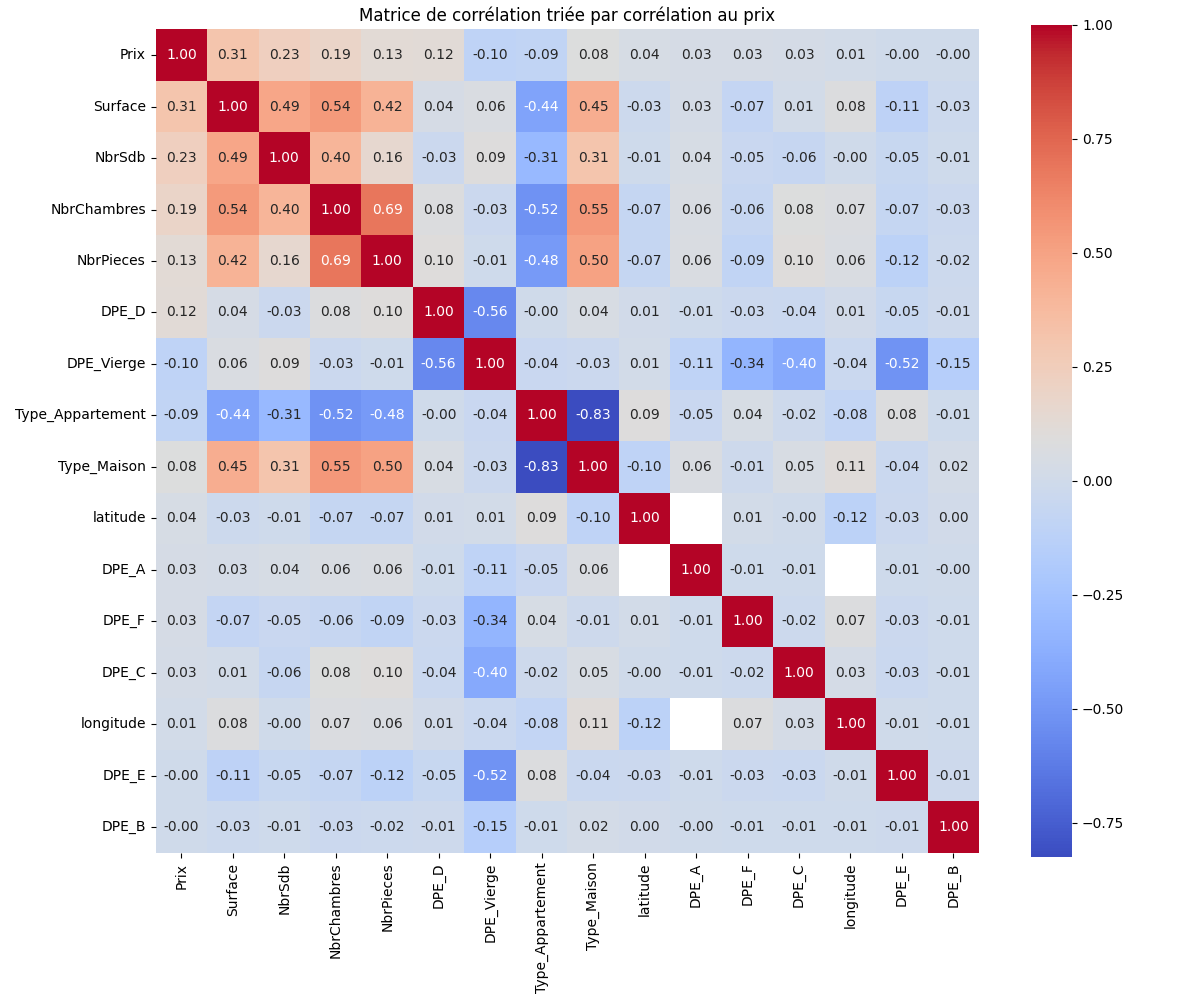 Matrice de corrélation triée par corrélation au prix
Prix 1.00 0.31 0.23 0.19 0.13 0.12 -0.10 -0.09 0.08 0.04 0.03 0.03 0.03 0.01 -0.00 -0.00
Surface 0.31 1.00 0.49 0.54 0.42 0.04 0.06 -0.44 0.45 -0.03 0.03 -0.07 0.01 0.08 -0.11 -0.03
NbrSdb 0.23 0.49 1.00 0.40 0.16 -0.03 0.09 -0.31 0.31 -0.01 0.04 -0.05 -0.06 -0.00 -0.05 -0.01
NbrChambres 0.19 0.54 0.40 1.00 0.69 0.08 -0.03 -0.52 0.55 -0.07 0.06 -0.06 0.08 0.07 -0.07 -0.03
NbrPieces 0.13 0.42 0.16 0.69 1.00 0.10 -0.01 -0.48 0.50 -0.07 0.06 -0.09 0.10 0.06 -0.12 -0.02
DPE_D 0.12 0.04 -0.03 0.08 0.10 1.00 -0.56 -0.00 0.04 0.01 -0.01 -0.03 -0.04 0.01 -0.05 -0.01
DPE_Vierge -0.10 0.06 0.09 -0.03 -0.01 -0.56 1.00 -0.04 -0.03 0.01 -0.11 -0.34 -0.40 -0.04 -0.52 -0.15
Type_Appartement -0.09 -0.44 -0.31 -0.52 -0.48 -0.00 -0.04 1.00 -0.83 0.09 -0.05 0.04 -0.02 -0.08 0.08 -0.01
Type_Maison 0.08 0.45 0.31 0.55 0.50 0.04 -0.03 -0.83 1.00 -0.10 0.06 -0.01 0.05 0.11 -0.04 0.02
latitude 0.04 -0.03 -0.01 -0.07 -0.07 0.01 0.01 0.09 -0.10 1.00 0.01 -0.00 -0.12 -0.03 0.00
DPE_A 0.03 0.03 0.04 0.06 0.06 -0.01 -0.11 -0.05 0.06 1.00 -0.01 -0.01 -0.01 -0.00
DPE_F 0.03 -0.07 -0.05 -0.06 -0.09 -0.03 -0.34 0.04 -0.01 0.01 -0.01 1.00 -0.02 0.07 -0.03 -0.01
DPE_C 0.03 0.01 -0.06 0.08 0.10 -0.04 -0.40 -0.02 0.05 -0.00 -0.01 -0.02 1.00 0.03 -0.03 -0.01
longitude 0.01 0.08 -0.00 0.07 0.06 0.01 -0.04 -0.08 0.11 -0.12 0.07 0.03 1.00 -0.01 -0.01
DPE_E -0.00 -0.11 -0.05 -0.07 -0.12 -0.05 -0.52 0.08 -0.04 -0.03 -0.01 -0.03 -0.03 -0.01 1.00 -0.01
DPE_B -0.00 -0.03 -0.01 -0.03 -0.02 -0.01 -0.15 -0.01 0.02 0.00 -0.00 -0.01 -0.01 -0.01 -0.01 1.00
Prix
Surface
NbrSdb
NbrChambres
NbrPieces
DPE_D
DPE_Vierge
Type_Appartement
Type_Maison
latitude
DPE_A
DPE_F
DPE_C
longitude
DPE_E
DPE_B
1.00
0.75
0.50
0.25
0.00
−0.25
−0.50
−0.75